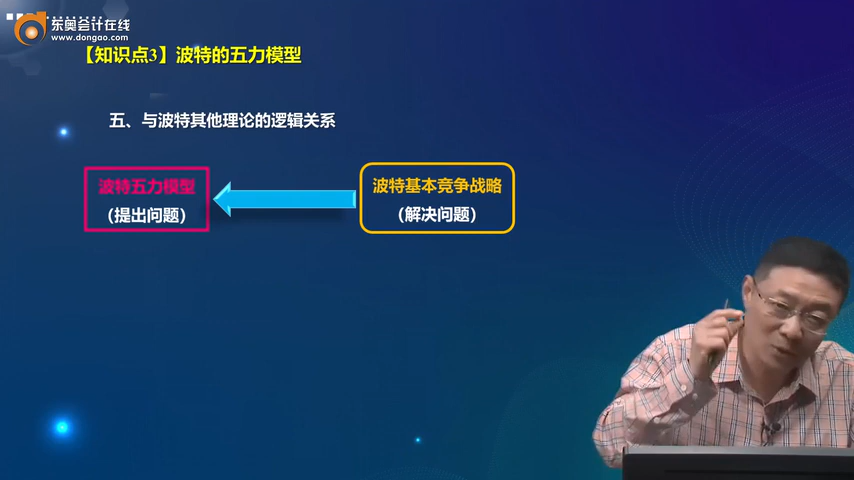 东奥会计在线
www.dongao.com
【知识点3】波特的五力模型
五、与波特其他理论的逻辑关系
波特五力模型
（提出问题）
波特基本竞争战略
（解决问题）